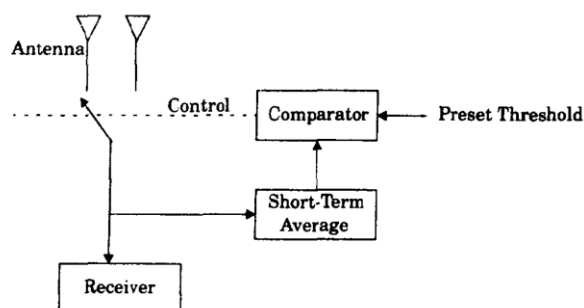 Antenna
Control
Comparator
Preset Threshold
Short-Term
Average
Receiver